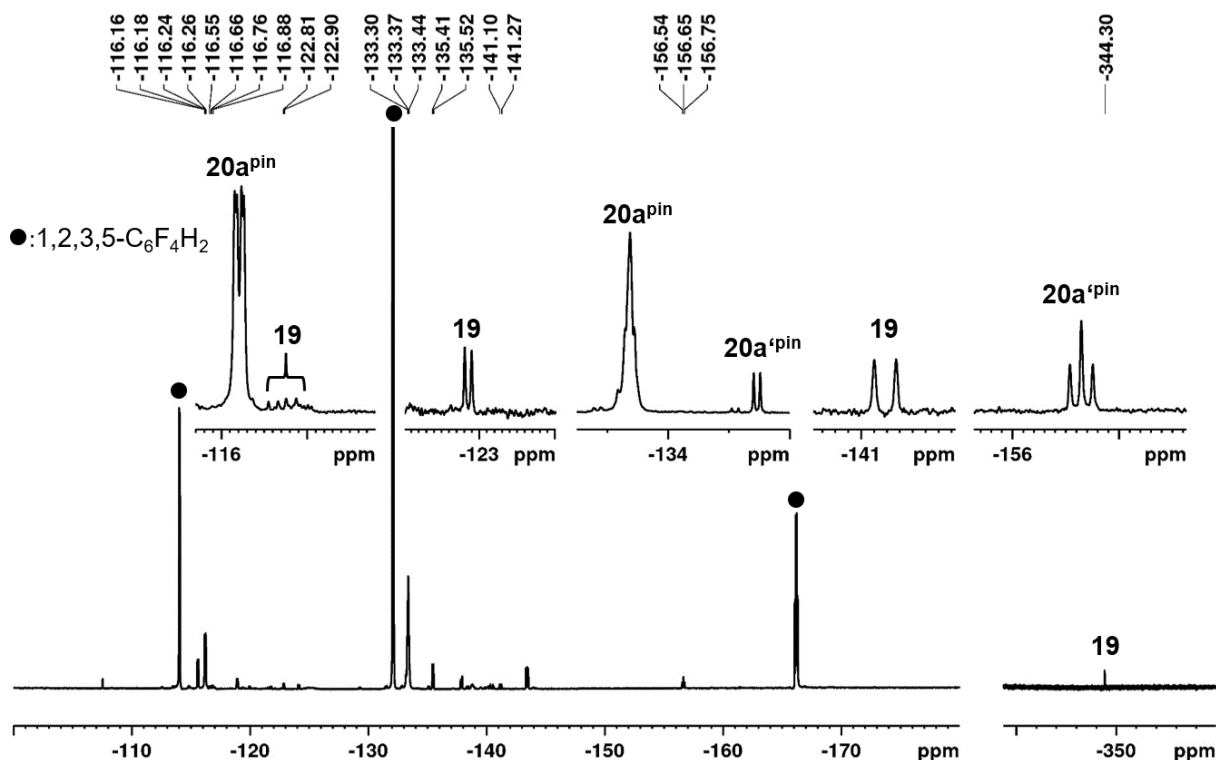 -116.16
-116.18
-116.24
-116.26
-116.55
-116.66
-116.76
-116.88
-122.81
-122.90
-133.30
-133.37
-133.44
-135.41
-135.52
-141.10
-141.27
-156.54
-156.65
-156.75
-344.30
20a^pin
●:1,2,3,5-C₆F₄H₂
19
19
20a^pin
20a‘^pin
19
20a‘^pin
-116 ppm
-123 ppm
-134 ppm
-141 ppm
-156 ppm
19
-110 -120 -130 -140 -150 -160 -170 ppm
-350 ppm